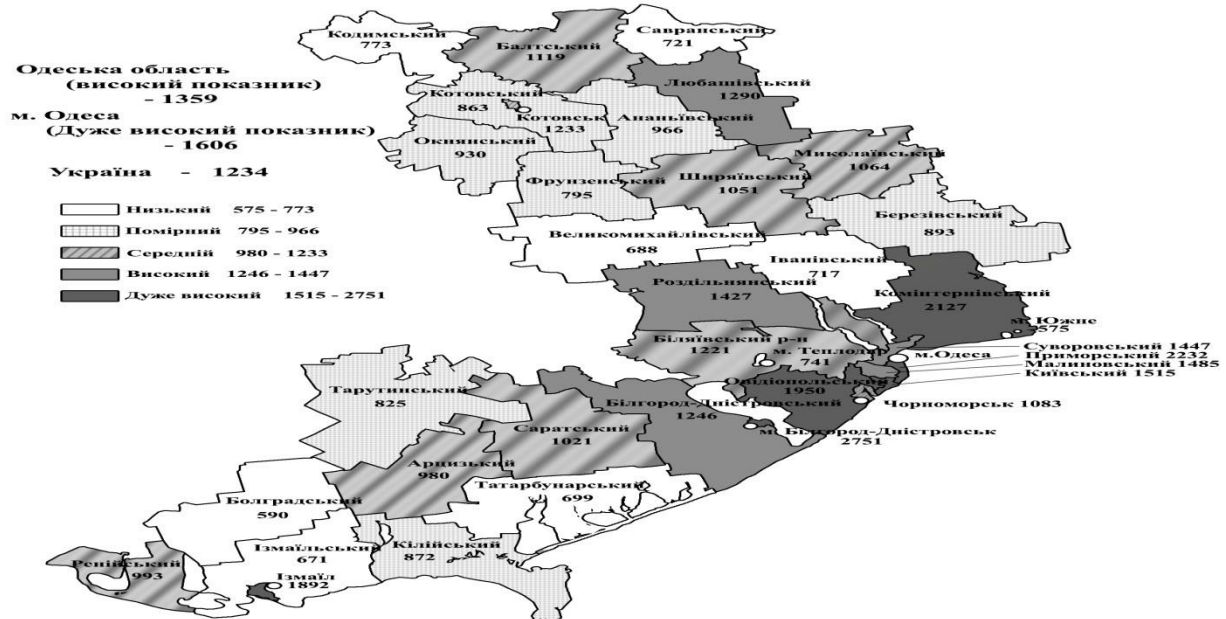 Кодимський
773
Балтський
1119
Савранський
721
Одеська область
(високий показник)
- 1359
м. Одеса
(Дуже високий показник)
- 1606
Україна - 1234
Низький 575 - 773
Помірний 795 - 966
Середній 980 - 1233
Високий 1246 - 1447
Дуже високий 1515 - 2751
Любашівський
1290
Котовський
863
Котовськ
1233
Ананьївський
966
Окнянський
930
Миколаївський
1064
Ширяївський
1051
Фрунзенський
795
Березівський
893
Великомихайлівський
688
Іванівський
717
Роздільнянський
1427
Комінтернівський
2127
м. Южне
575
Біляївський р-н
1221
м. Теплодар
741
м.Одеса
Суворовський 1447
Приморський 2232
Малиновський 1485
Київський 1515
Овідіопольський
1950
Чорноморськ 1083
Тарутинський
825
Білгород-Дністровський
1246
м. Білгород-Дністровськ
2751
Саратський
1021
Арцизький
980
Татарбунарський
699
Болградський
590
Ізмаїльський
671
Кілійський
872
Ренійський
993
Ізмаїл
1892